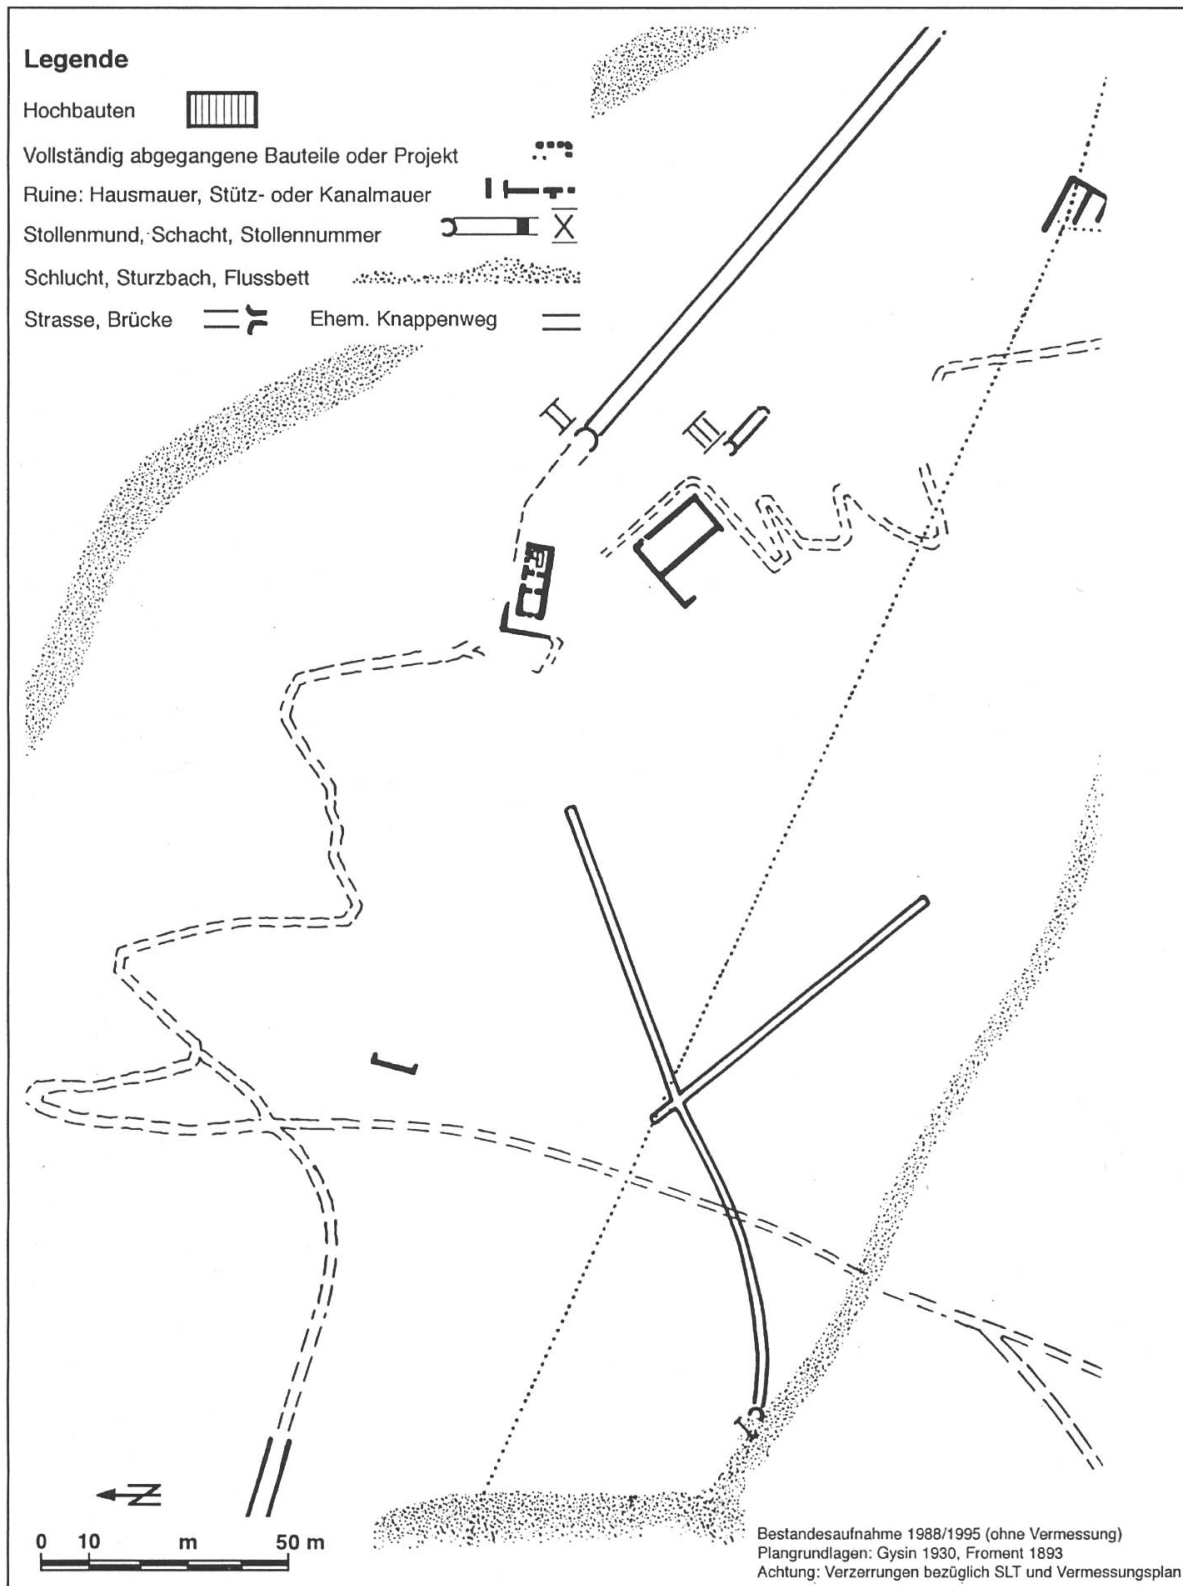 Legende
Hochbauten
Vollständig abgegangene Bauteile oder Projekt
Ruine: Hausmauer, Stütz- oder Kanalmauer
Stollenmund, Schacht, Stollennummer
X
Schlucht, Sturzbach, Flussbett
Strasse, Brücke Ehem. Knappenweg
II
III
I
N
0 10 m 50 m
Bestandesaufnahme 1988/1995 (ohne Vermessung)
Plangrundlagen: Gysin 1930, Froment 1893
Achtung: Verzerrungen bezüglich SLT und Vermessungsplan